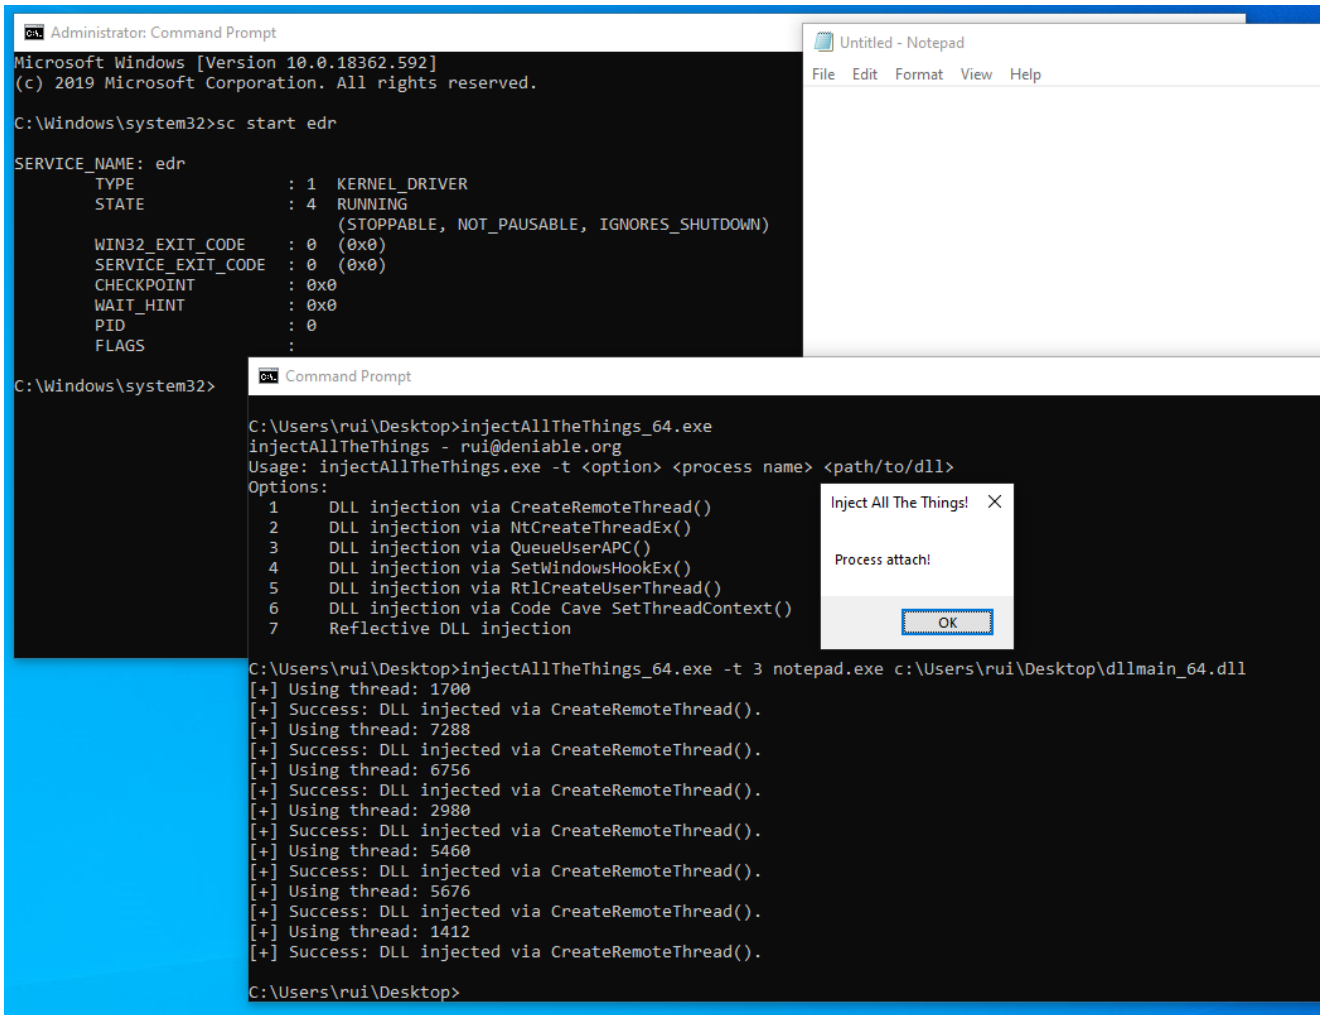 Administrator: Command Prompt
Microsoft Windows [Version 10.0.18362.592]
(c) 2019 Microsoft Corporation. All rights reserved.
C:\Windows\system32>sc start edr
SERVICE_NAME: edr
TYPE : 1 KERNEL_DRIVER
STATE : 4 RUNNING
(STOPPABLE, NOT_PAUSABLE, IGNORES_SHUTDOWN)
WIN32_EXIT_CODE : 0 (0x0)
SERVICE_EXIT_CODE : 0 (0x0)
CHECKPOINT : 0x0
WAIT_HINT : 0x0
PID : 0
FLAGS :
C:\Windows\system32>
Untitled - Notepad
File Edit Format View Help
Command Prompt
C:\Users\rui\Desktop>injectAllTheThings_64.exe
injectAllTheThings - rui@deniable.org
Usage: injectAllTheThings.exe -t <option> <process name> <path/to/dll>
Options:
1 DLL injection via CreateRemoteThread()
2 DLL injection via NtCreateThreadEx()
3 DLL injection via QueueUserAPC()
4 DLL injection via SetWindowsHookEx()
5 DLL injection via RtlCreateUserThread()
6 DLL injection via Code Cave SetThreadContext()
7 Reflective DLL injection
C:\Users\rui\Desktop>injectAllTheThings_64.exe -t 3 notepad.exe c:\Users\rui\Desktop\dllmain_64.dll
[+] Using thread: 1700
[+] Success: DLL injected via CreateRemoteThread().
[+] Using thread: 7288
[+] Success: DLL injected via CreateRemoteThread().
[+] Using thread: 6756
[+] Success: DLL injected via CreateRemoteThread().
[+] Using thread: 2980
[+] Success: DLL injected via CreateRemoteThread().
[+] Using thread: 5460
[+] Success: DLL injected via CreateRemoteThread().
[+] Using thread: 5676
[+] Success: DLL injected via CreateRemoteThread().
[+] Using thread: 1412
[+] Success: DLL injected via CreateRemoteThread().
C:\Users\rui\Desktop>
Inject All The Things!
Process attach!
OK